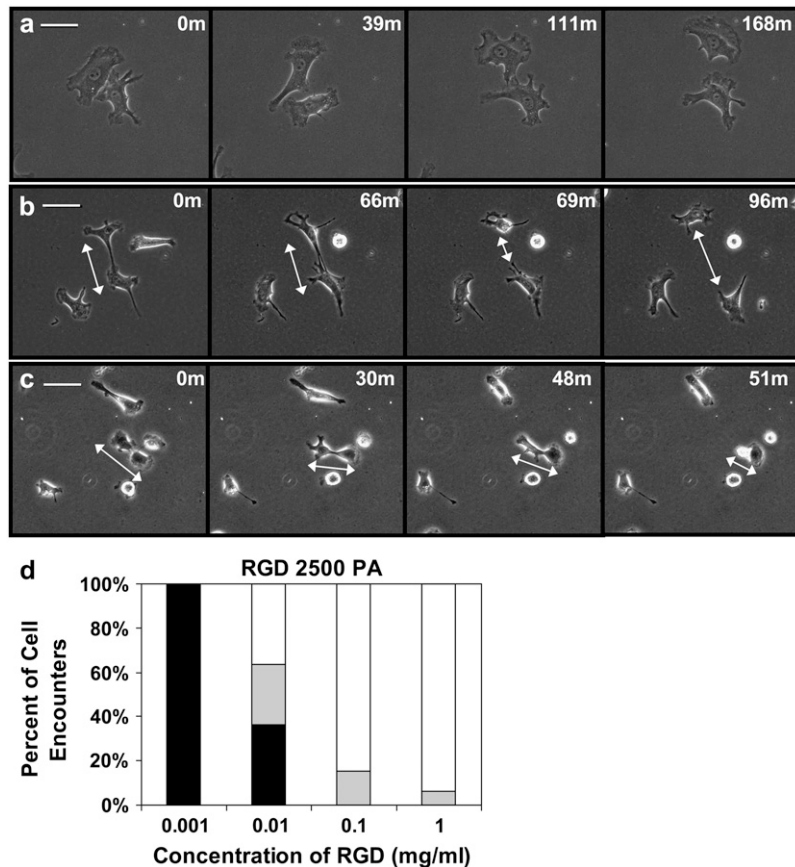 a 0m 39m 111m 168m
b 0m 66m 69m 96m
c 0m 30m 48m 51m
d
RGD 2500 PA
100%
80%
60%
40%
20%
0%
Percent of Cell
Encounters
0.001 0.01 0.1 1
Concentration of RGD (mg/ml)